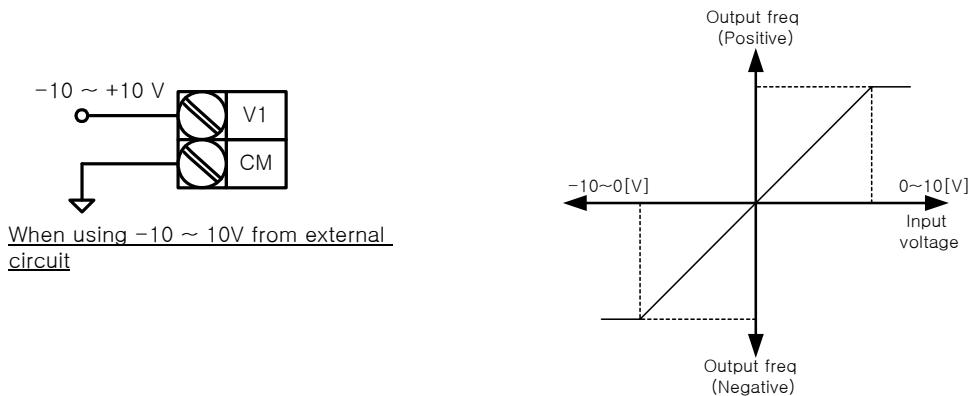 -10 ~ +10 V
V1
CM
When using -10 ~ 10V from external
circuit
Output freq
(Positive)
-10~0[V]
0~10[V]
Input
voltage
Output freq
(Negative)